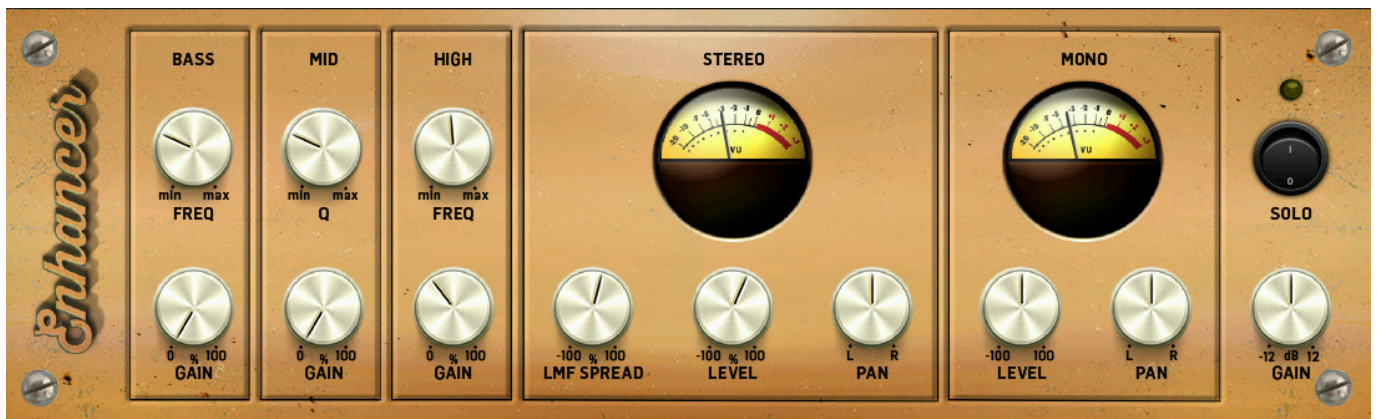 Enhancer
BASS
min max
FREQ
0 % 100
GAIN
MID
min max
Q
0 % 100
GAIN
HIGH
min max
FREQ
0 % 100
GAIN
STEREO
VU
-100 % 100
LMF SPREAD
-100 % 100
LEVEL
L R
PAN
MONO
VU
-100 100
LEVEL
L R
PAN
I
0
SOLO
-12 dB 12
GAIN